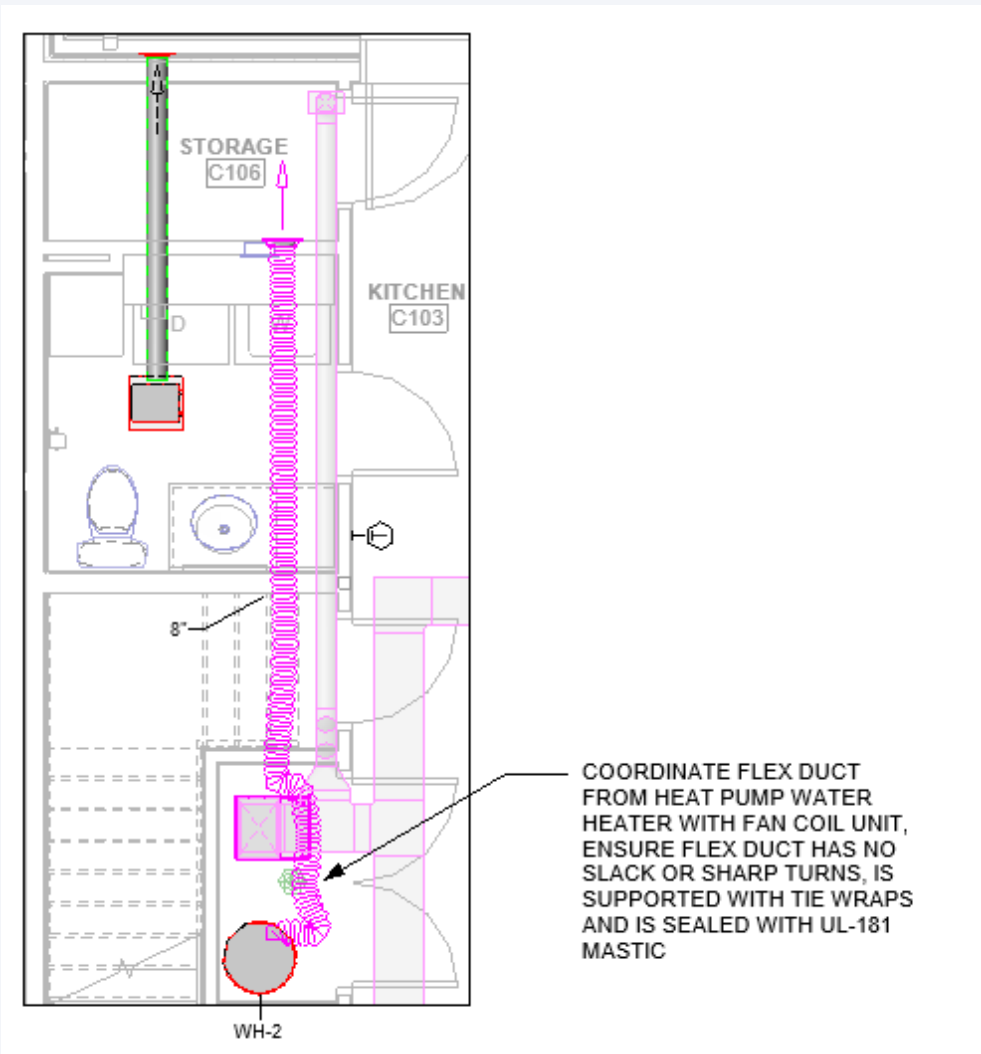 STORAGE
C106
KITCHEN
C103
D
8"
COORDINATE FLEX DUCT
FROM HEAT PUMP WATER
HEATER WITH FAN COIL UNIT,
ENSURE FLEX DUCT HAS NO
SLACK OR SHARP TURNS, IS
SUPPORTED WITH TIE WRAPS
AND IS SEALED WITH UL-181
MASTIC
WH-2